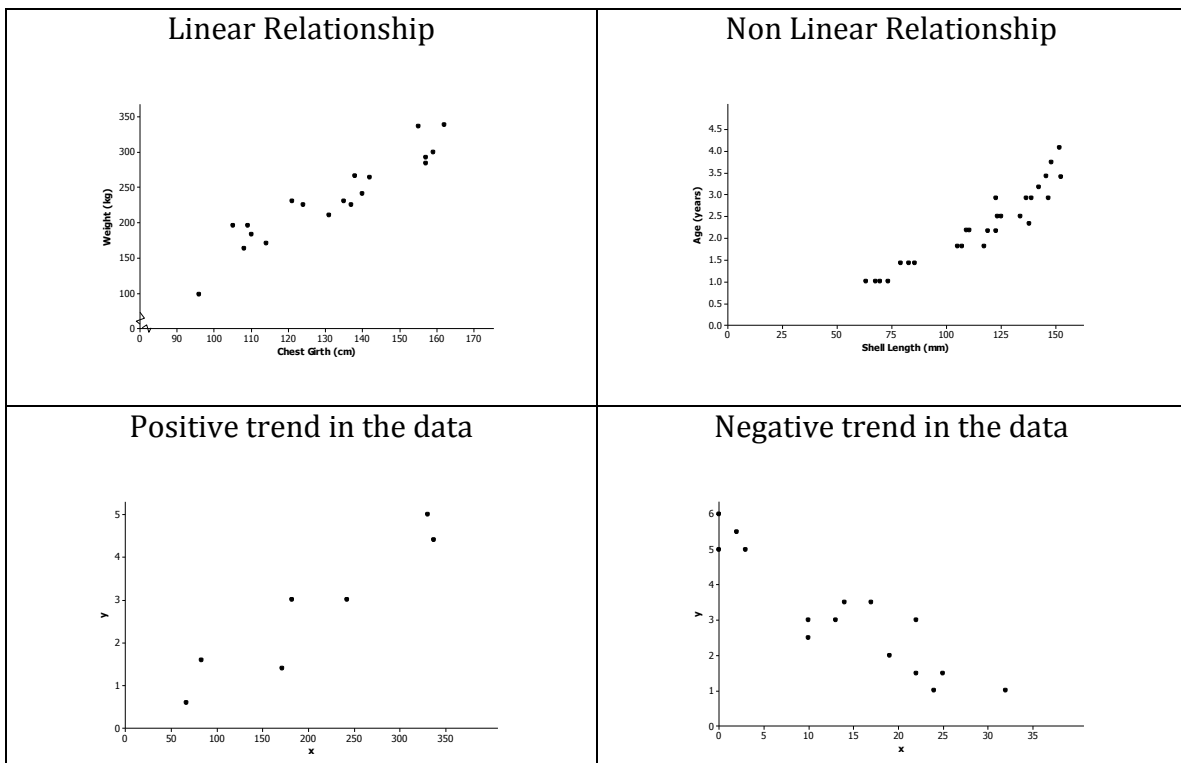 Linear Relationship
Non Linear Relationship
350
300
250
200
150
100
0
Weight (kg)
0 90 100 110 120 130 140 150 160 170
Chest Girth (cm)
4.5
4.0
3.5
3.0
2.5
2.0
1.5
1.0
0.5
0.0
Age (years)
0 25 50 75 100 125 150
Shell Length (mm)
Positive trend in the data
Negative trend in the data
5
4
3
2
1
0
y
0 50 100 150 200 250 300 350
x
6
5
4
3
2
1
0
y
0 5 10 15 20 25 30 35
x